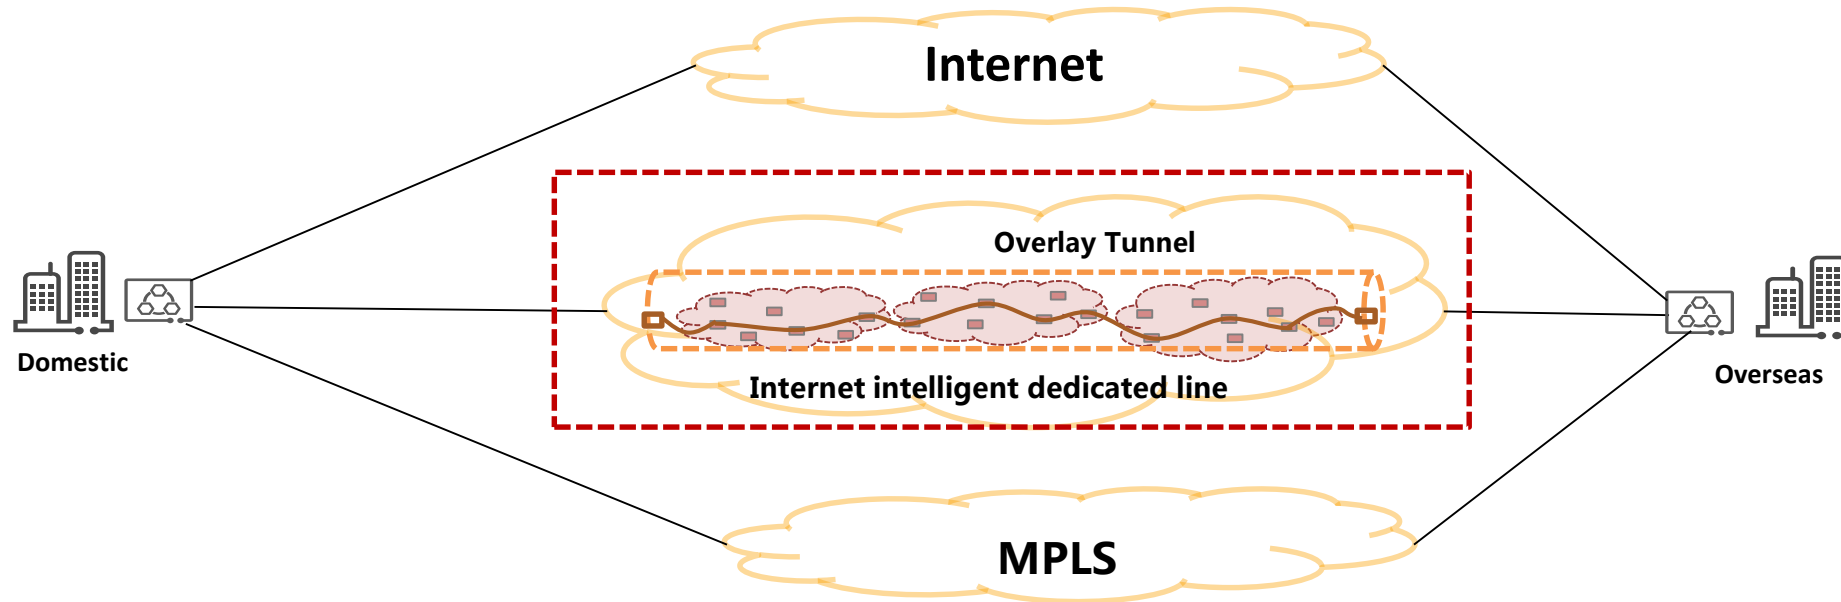 Internet
Overlay Tunnel
Domestic
Internet intelligent dedicated line
Overseas
MPLS